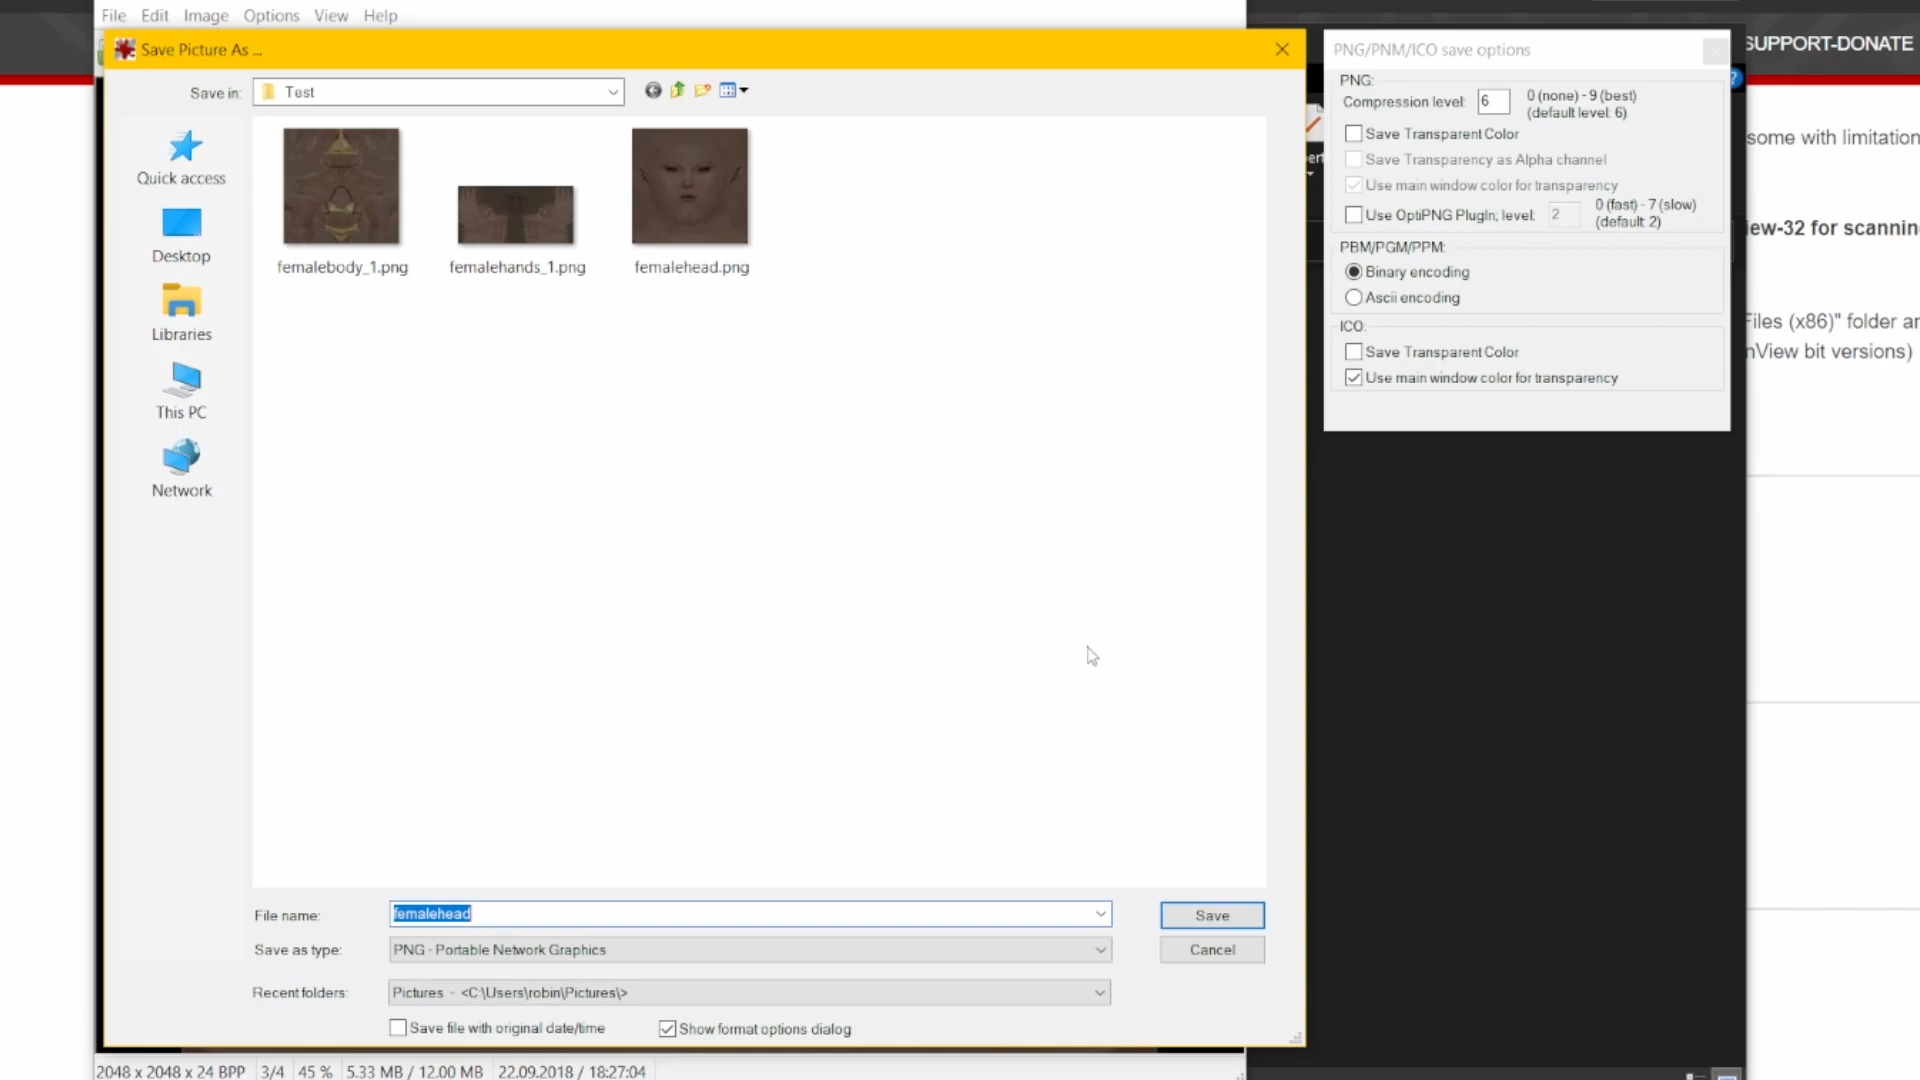 File Edit Image Options View Help
Save Picture As ...
PNG/PNM/ICO save options
SUPPORT-DONATE
Save in: Test
PNG:
Compression level: 6
0 (none) - 9 (best)
(default level: 6)
Save Transparent Color
Save Transparency as Alpha channel
Use main window color for transparency
Use OptiPNG PlugIn; level: 2
0 (fast) - 7 (slow)
(default: 2)
PBM/PGM/PPM:
Binary encoding
Ascii encoding
ICO:
Save Transparent Color
Use main window color for transparency
some with limitation
iew-32 for scannin
Files (x86)" folder an
nView bit versions)
Quick access
Desktop
Libraries
This PC
Network
femalebody_1.png
femalehands_1.png
femalehead.png
File name: femalehead
Save
Save as type: PNG - Portable Network Graphics
Cancel
Recent folders: Pictures - <C:\Users\robin\Pictures\>
Save file with original date/time
Show format options dialog
2048 x 2048 x 24 BPP 3/4 45 % 5.33 MB / 12.00 MB 22.09.2018 / 18:27:04